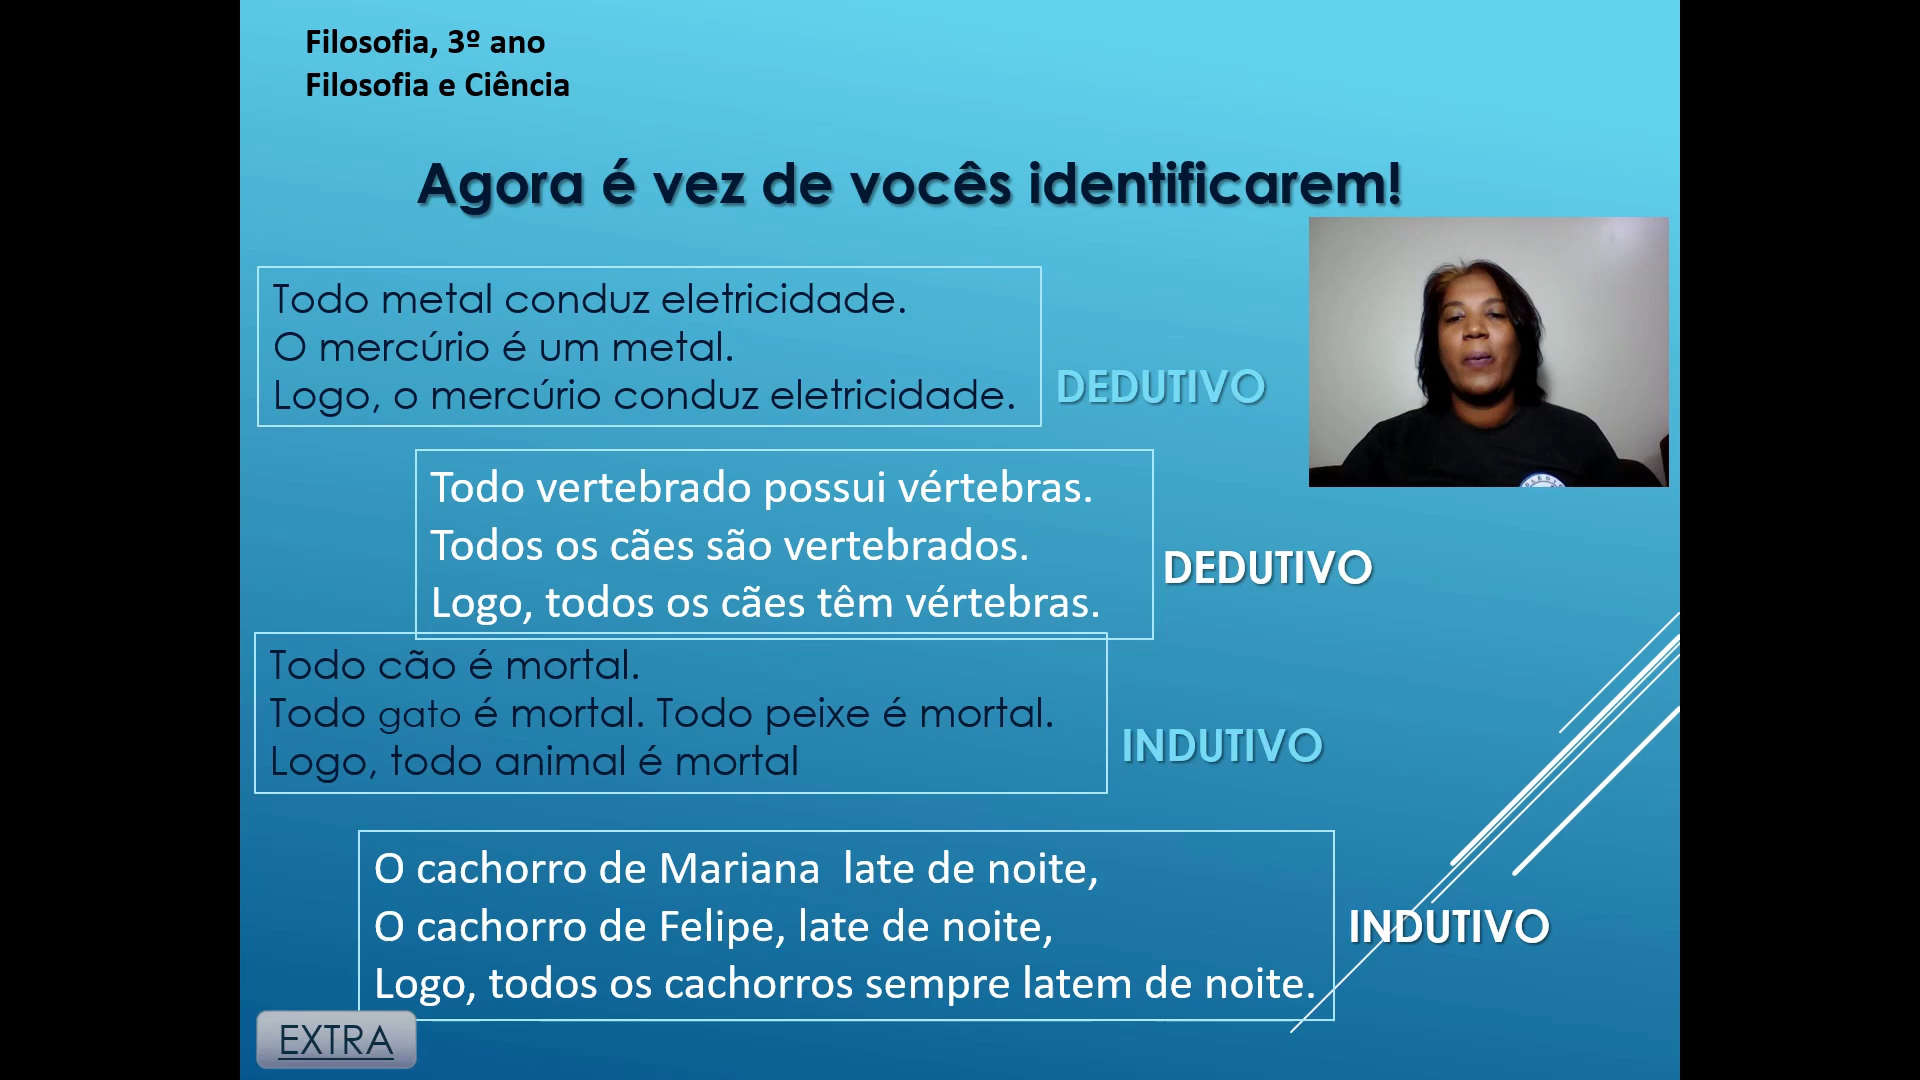 Filosofia, 3º ano
Filosofia e Ciência
Agora é vez de vocês identificarem!
Todo metal conduz eletricidade.
O mercúrio é um metal.
Logo, o mercúrio conduz eletricidade.
DEDUTIVO
Todo vertebrado possui vértebras.
Todos os cães são vertebrados.
Logo, todos os cães têm vértebras.
DEDUTIVO
Todo cão é mortal.
Todo gato é mortal. Todo peixe é mortal.
Logo, todo animal é mortal
INDUTIVO
O cachorro de Mariana  late de noite,
O cachorro de Felipe, late de noite,
Logo, todos os cachorros sempre latem de noite.
INDUTIVO
EXTRA